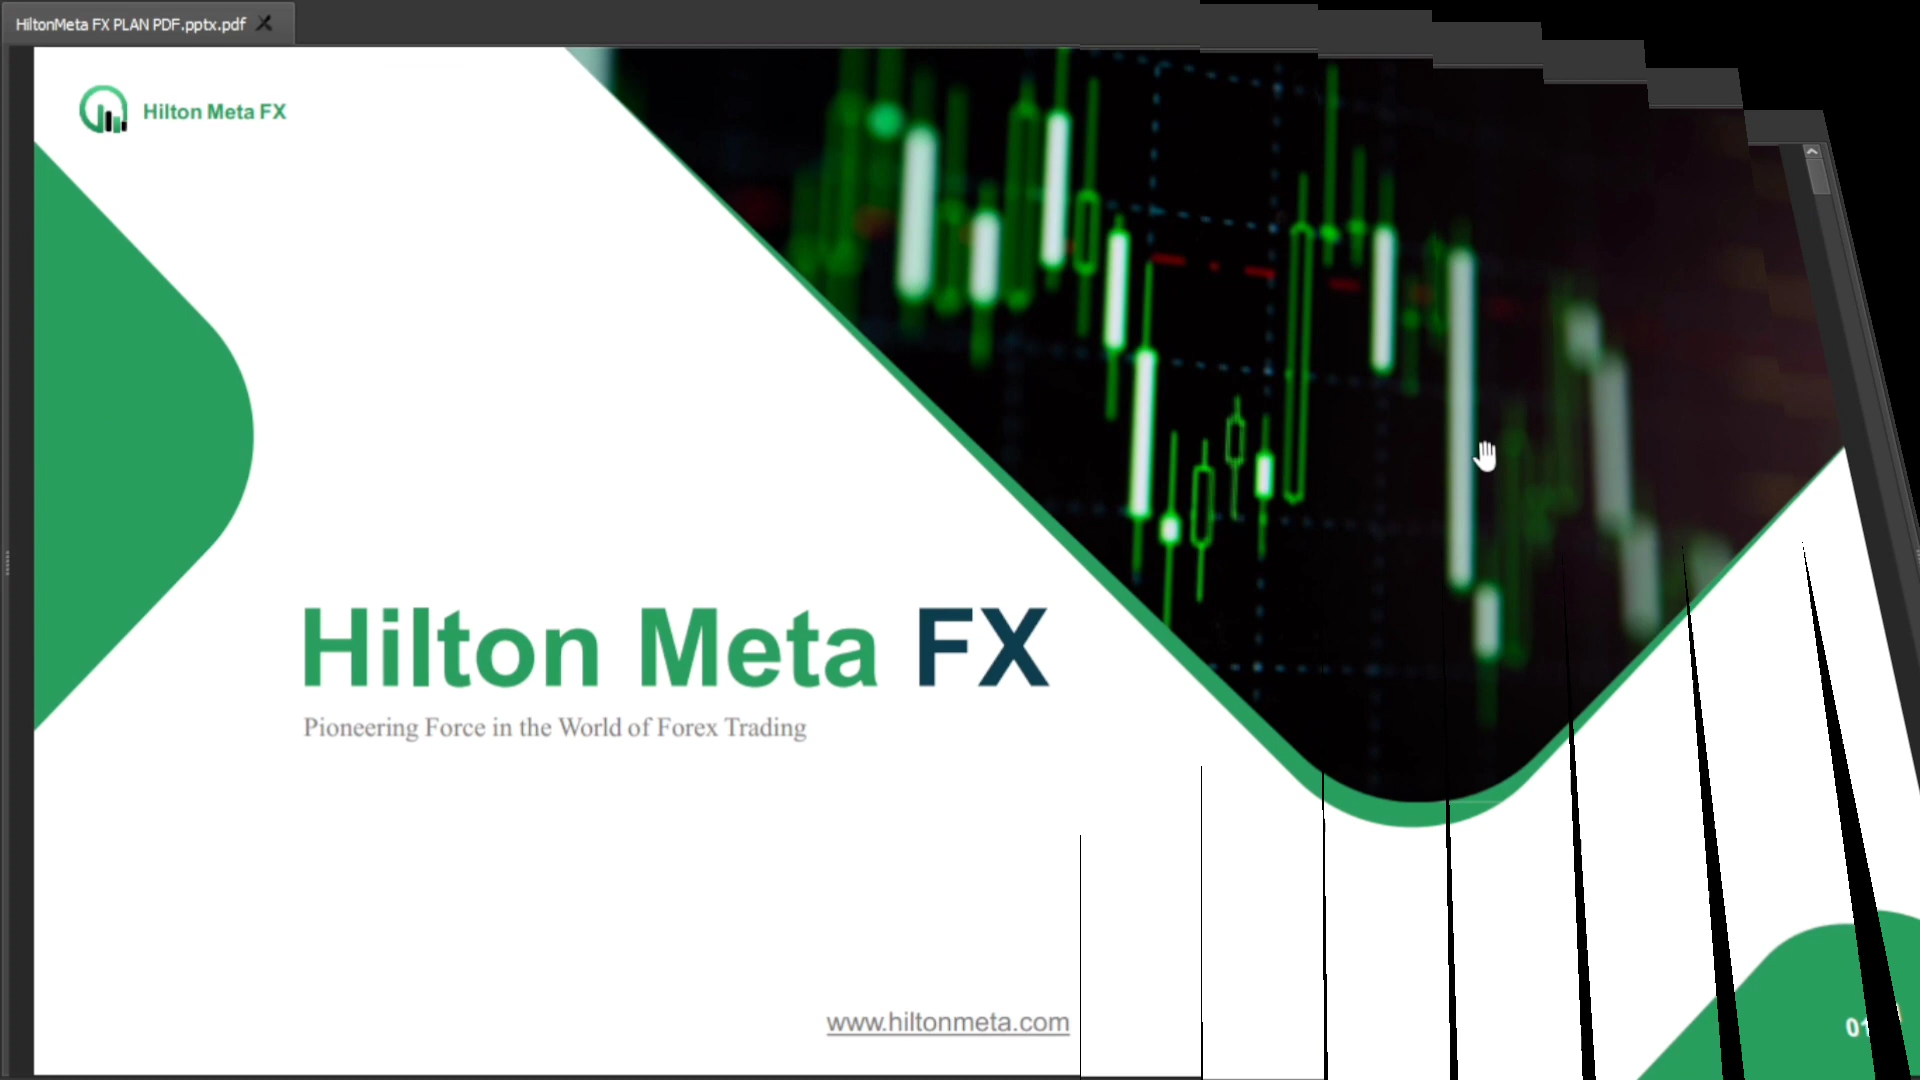 HiltonMeta FX PLAN PDF.pptx.pdf
Hilton Meta FX
Hilton Meta FX
Pioneering Force in the World of Forex Trading
www.hiltonmeta.com
01